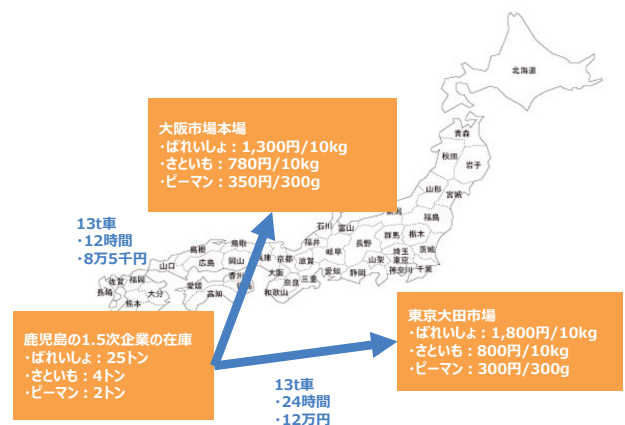 北海道
青森
秋田
岩手
山形
宮城
福島
大阪市場本場
・ばれいしょ：1,300円/10kg
・さといも：780円/10kg
・ピーマン：350円/300g
石川
富山
群馬
栃木
福井
岐阜
長野
埼玉
茨城
山梨
東京
愛知
静岡
神奈川
千葉
13t車
・12時間
・8万5千円
島根
鳥取
兵庫
京都
滋賀
山口
広島
岡山
大阪
奈良
三重
香川
和歌山
佐賀
福岡
愛媛
高知
長崎
大分
熊本
鹿児島の1.5次企業の在庫
・ばれいしょ：25トン
・さといも：4トン
・ピーマン：2トン
東京大田市場
・ばれいしょ：1,800円/10kg
・さといも：800円/10kg
・ピーマン：300円/300g
13t車
・24時間
・12万円